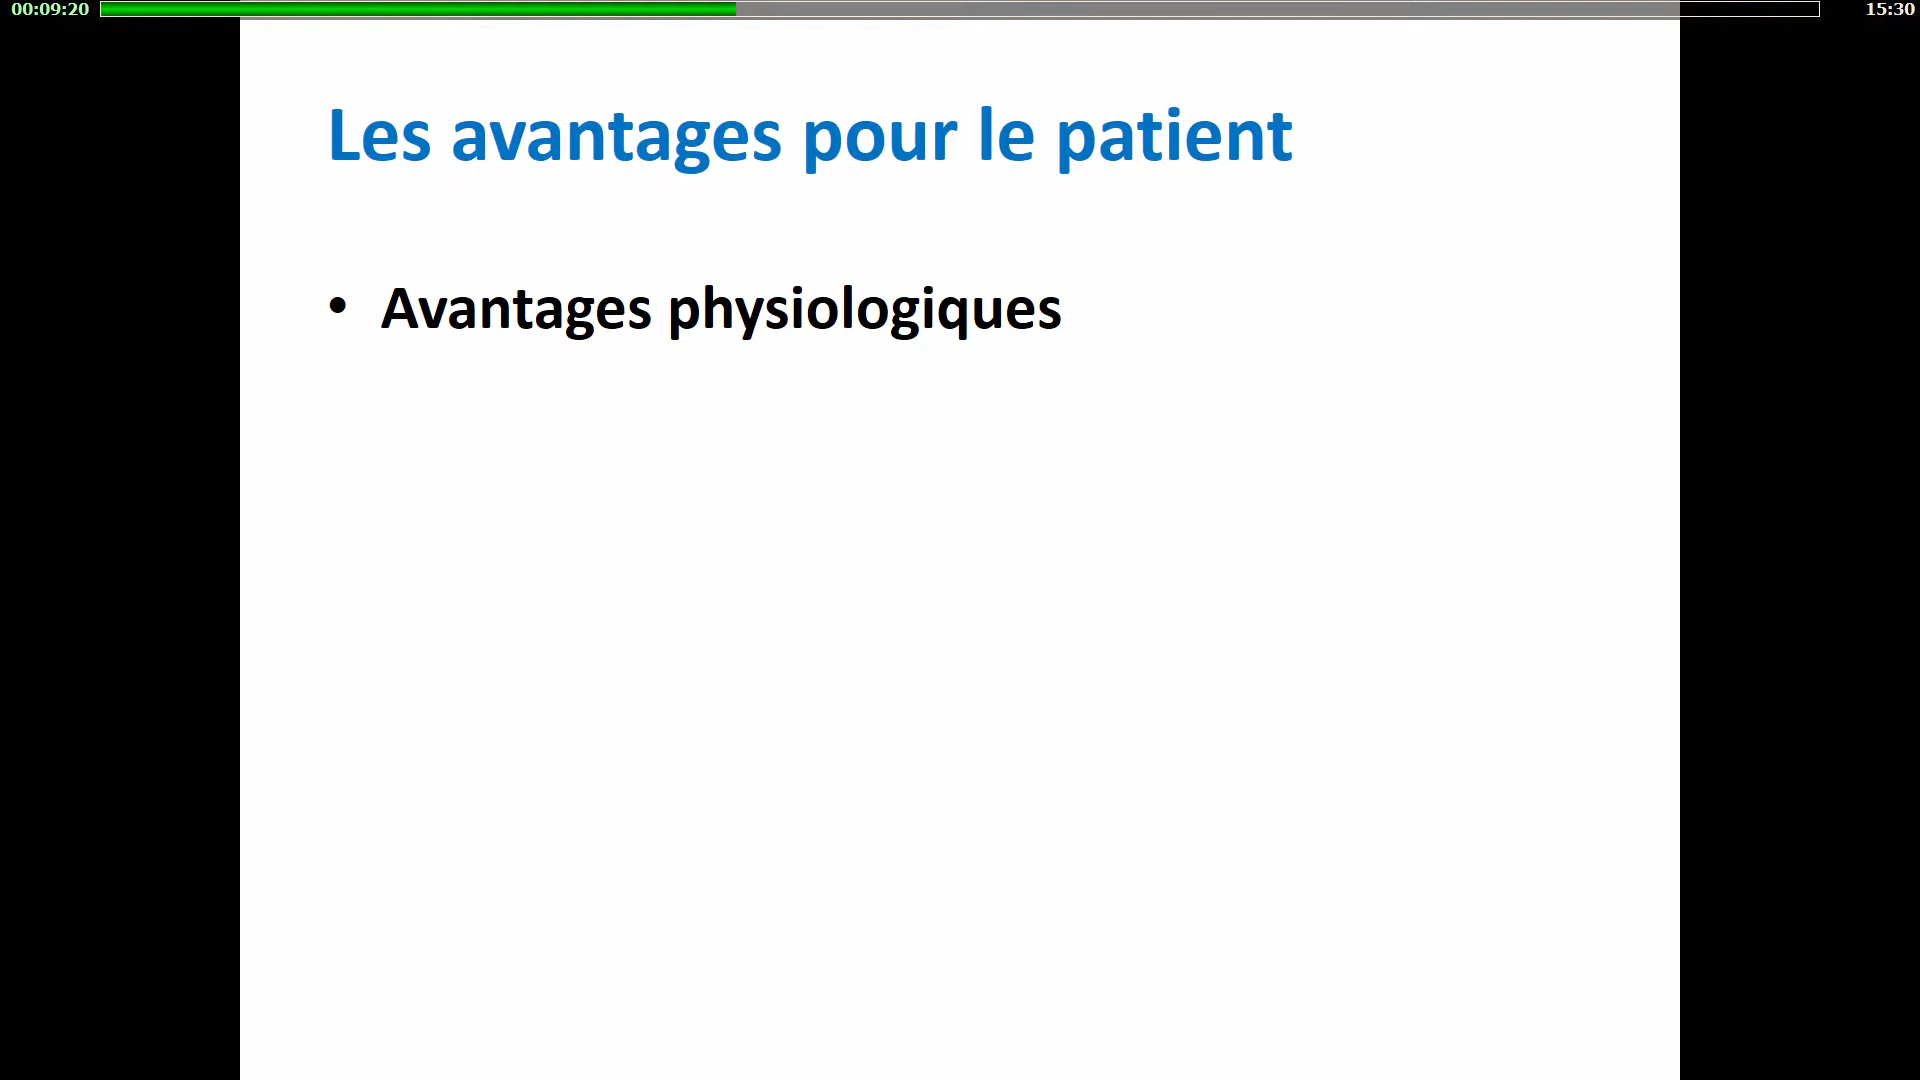 00:09:20 15:30
Les avantages pour le patient
• Avantages physiologiques